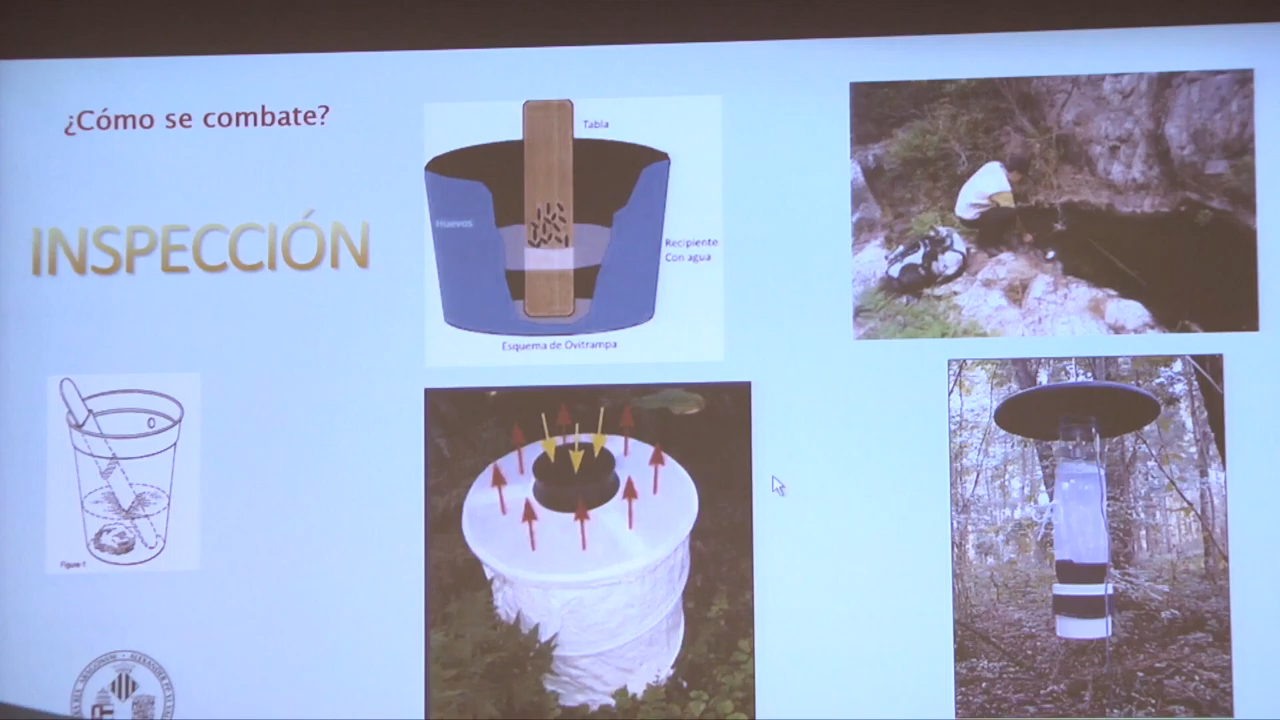 ¿Cómo se combate?
INSPECCIÓN
Tabla
Huevos
Recipiente
Con agua
Esquema de Ovitrampa
Figure-1